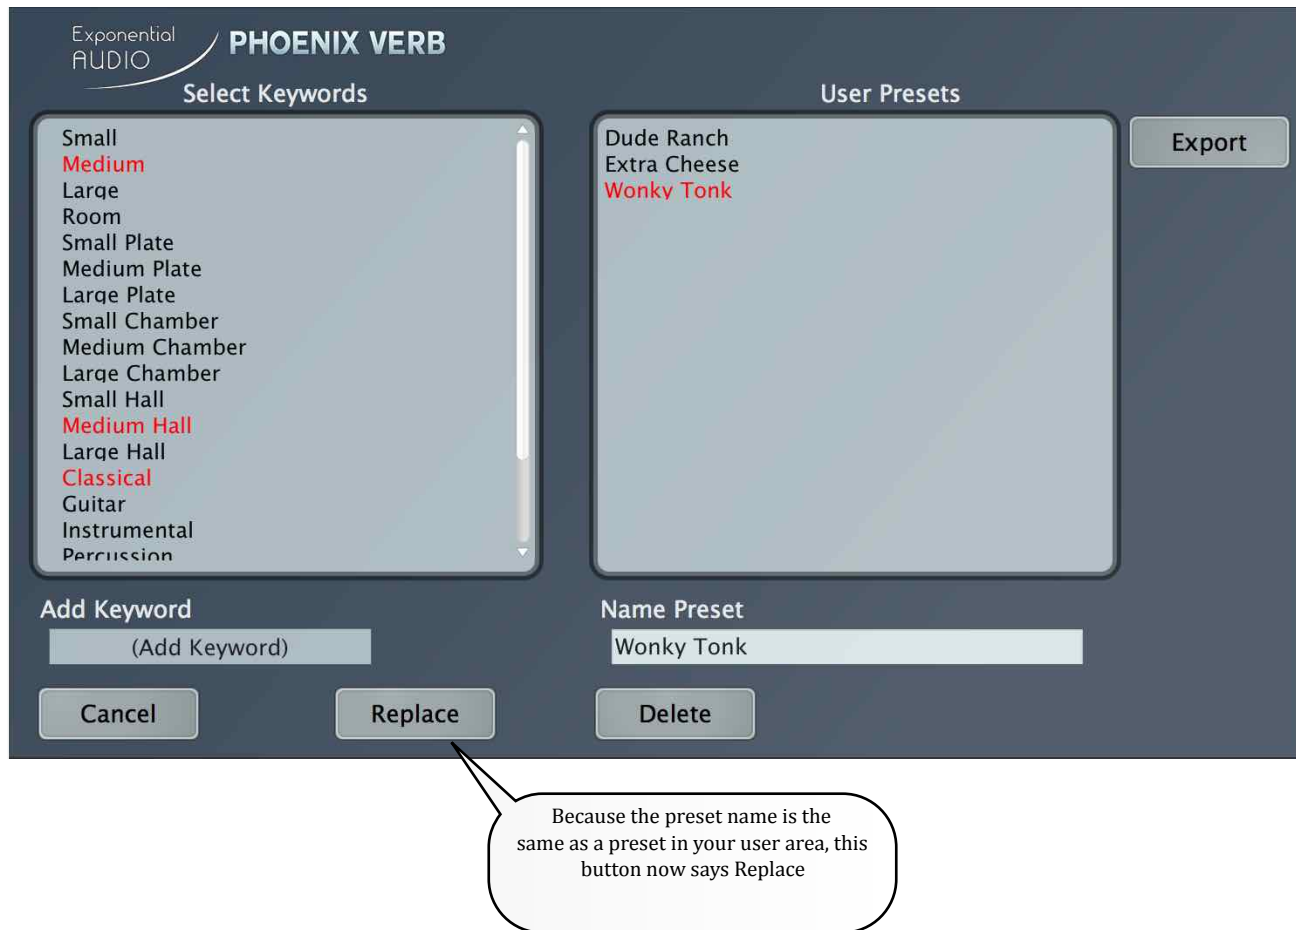 Exponential
AUDIO
PHOENIX VERB
Select Keywords
User Presets
Small
Medium
Large
Room
Small Plate
Medium Plate
Large Plate
Small Chamber
Medium Chamber
Large Chamber
Small Hall
Medium Hall
Large Hall
Classical
Guitar
Instrumental
Percussion
Dude Ranch
Extra Cheese
Wonky Tonk
Export
Add Keyword
(Add Keyword)
Name Preset
Wonky Tonk
Cancel
Replace
Delete
Because the preset name is the
same as a preset in your user area, this
button now says Replace